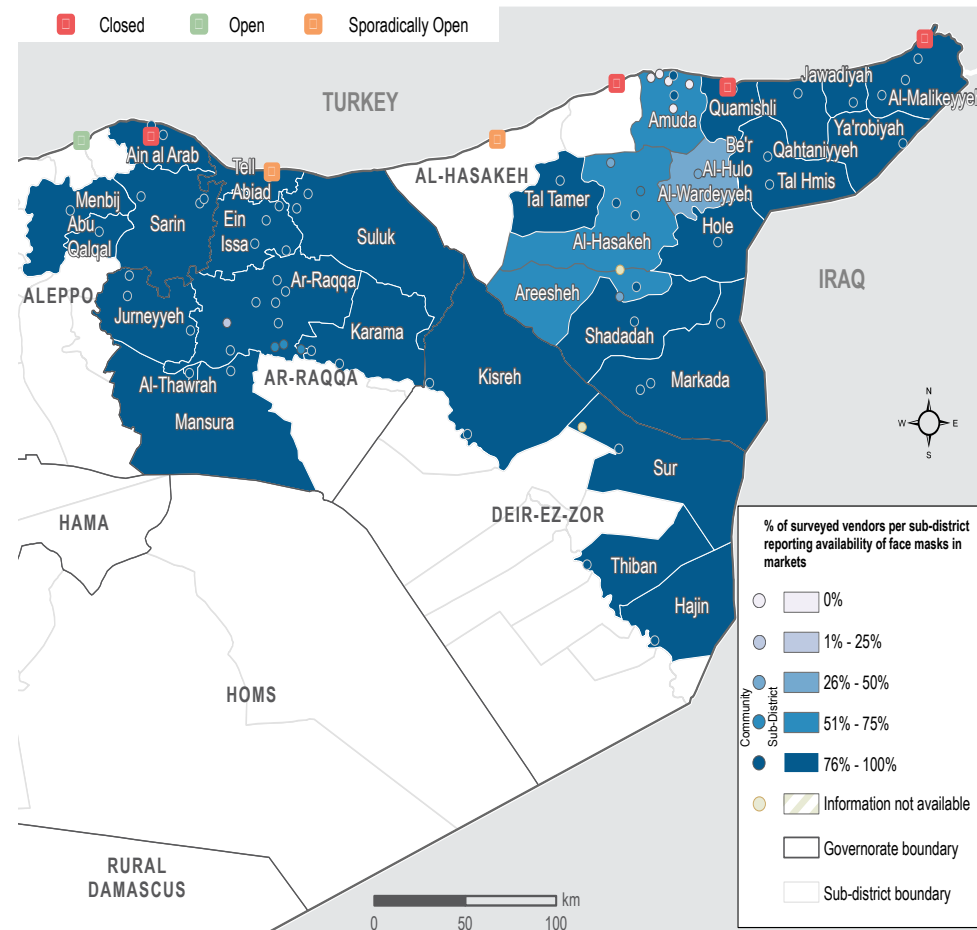 Closed
Open
Sporadically Open
TURKEY
Jawadiyah
Al-Malikeyyeh
Quamishli
Amuda
Ya'robiyah
Ain al Arab
Be'r
Al-Hulo
Al-Wardeyyeh
Qahtaniyyeh
Tell
Abiad
AL-HASAKEH
Tal Hmis
Menbij
Tal Tamer
Abu
Qalqal
Sarin
Ein
Issa
Suluk
Al-Hasakeh
Hole
IRAQ
ALEPPO
Ar-Raqqa
Areesheh
Jurneyyeh
Karama
Shadadah
AR-RAQQA
Kisreh
Markada
Al-Thawrah
Mansura
N
W
E
S
Sur
HAMA
DEIR-EZ-ZOR
Thiban
Hajin
HOMS
RURAL
DAMASCUS
km
0
50
100
% of surveyed vendors per sub-district
reporting availability of face masks in
markets
Community
Sub-District
0%
1% - 25%
26% - 50%
51% - 75%
76% - 100%
Information not available
Governorate boundary
Sub-district boundary